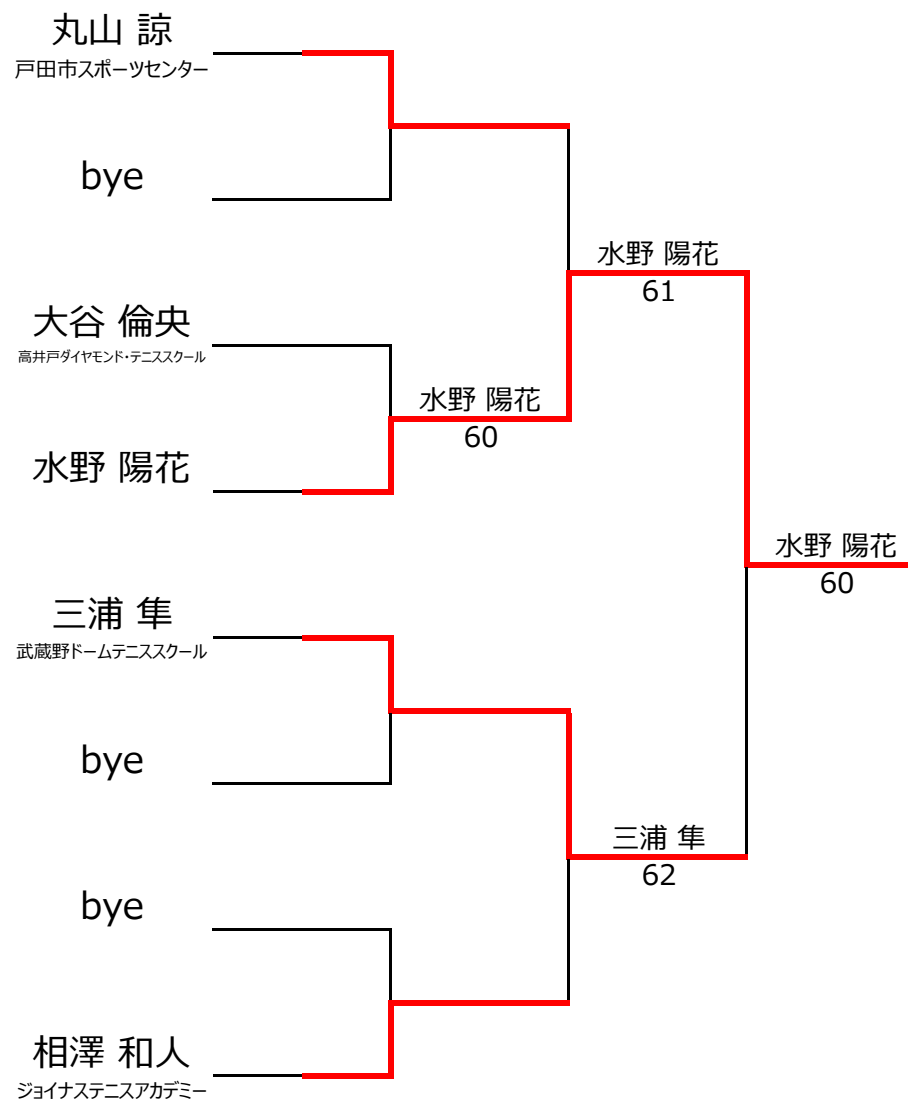 丸山 諒
戸田市スポーツセンター
bye
水野 陽花
61
大谷 倫央
高井戸ダイヤモンド・テニススクール
水野 陽花
60
水野 陽花
水野 陽花
60
三浦 隼
武蔵野ドームテニススクール
bye
三浦 隼
62
bye
相澤 和人
ジョイナステニスアカデミー